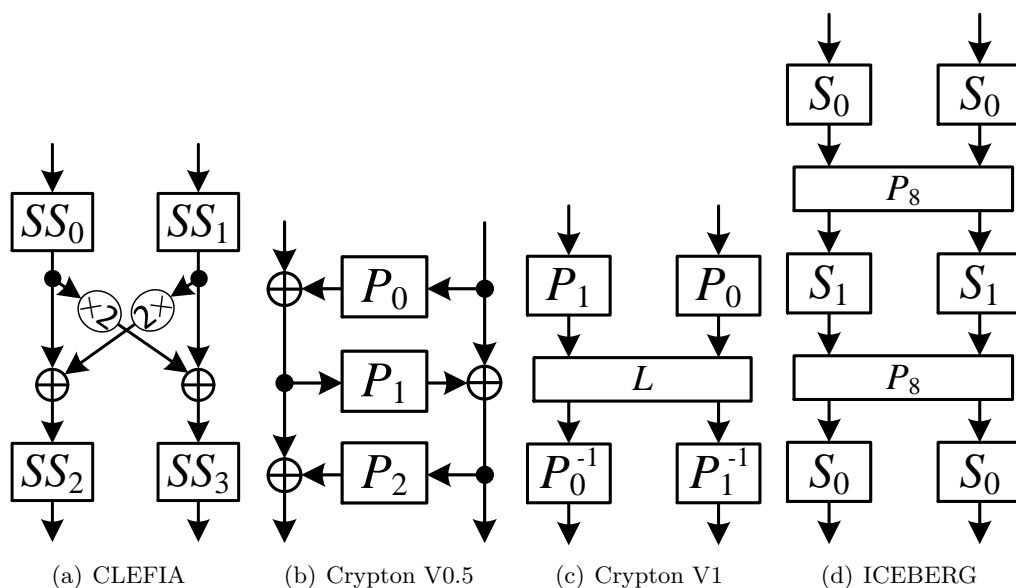 SS₀ SS₁
×2 ×2
SS₂ SS₃
(a) CLEFIA
P₀
P₁
P₂
(b) Crypton V0.5
P₁ P₀
L
P₀⁻¹ P₁⁻¹
(c) Crypton V1
S₀ S₀
P₈
S₁ S₁
P₈
S₀ S₀
(d) ICEBERG